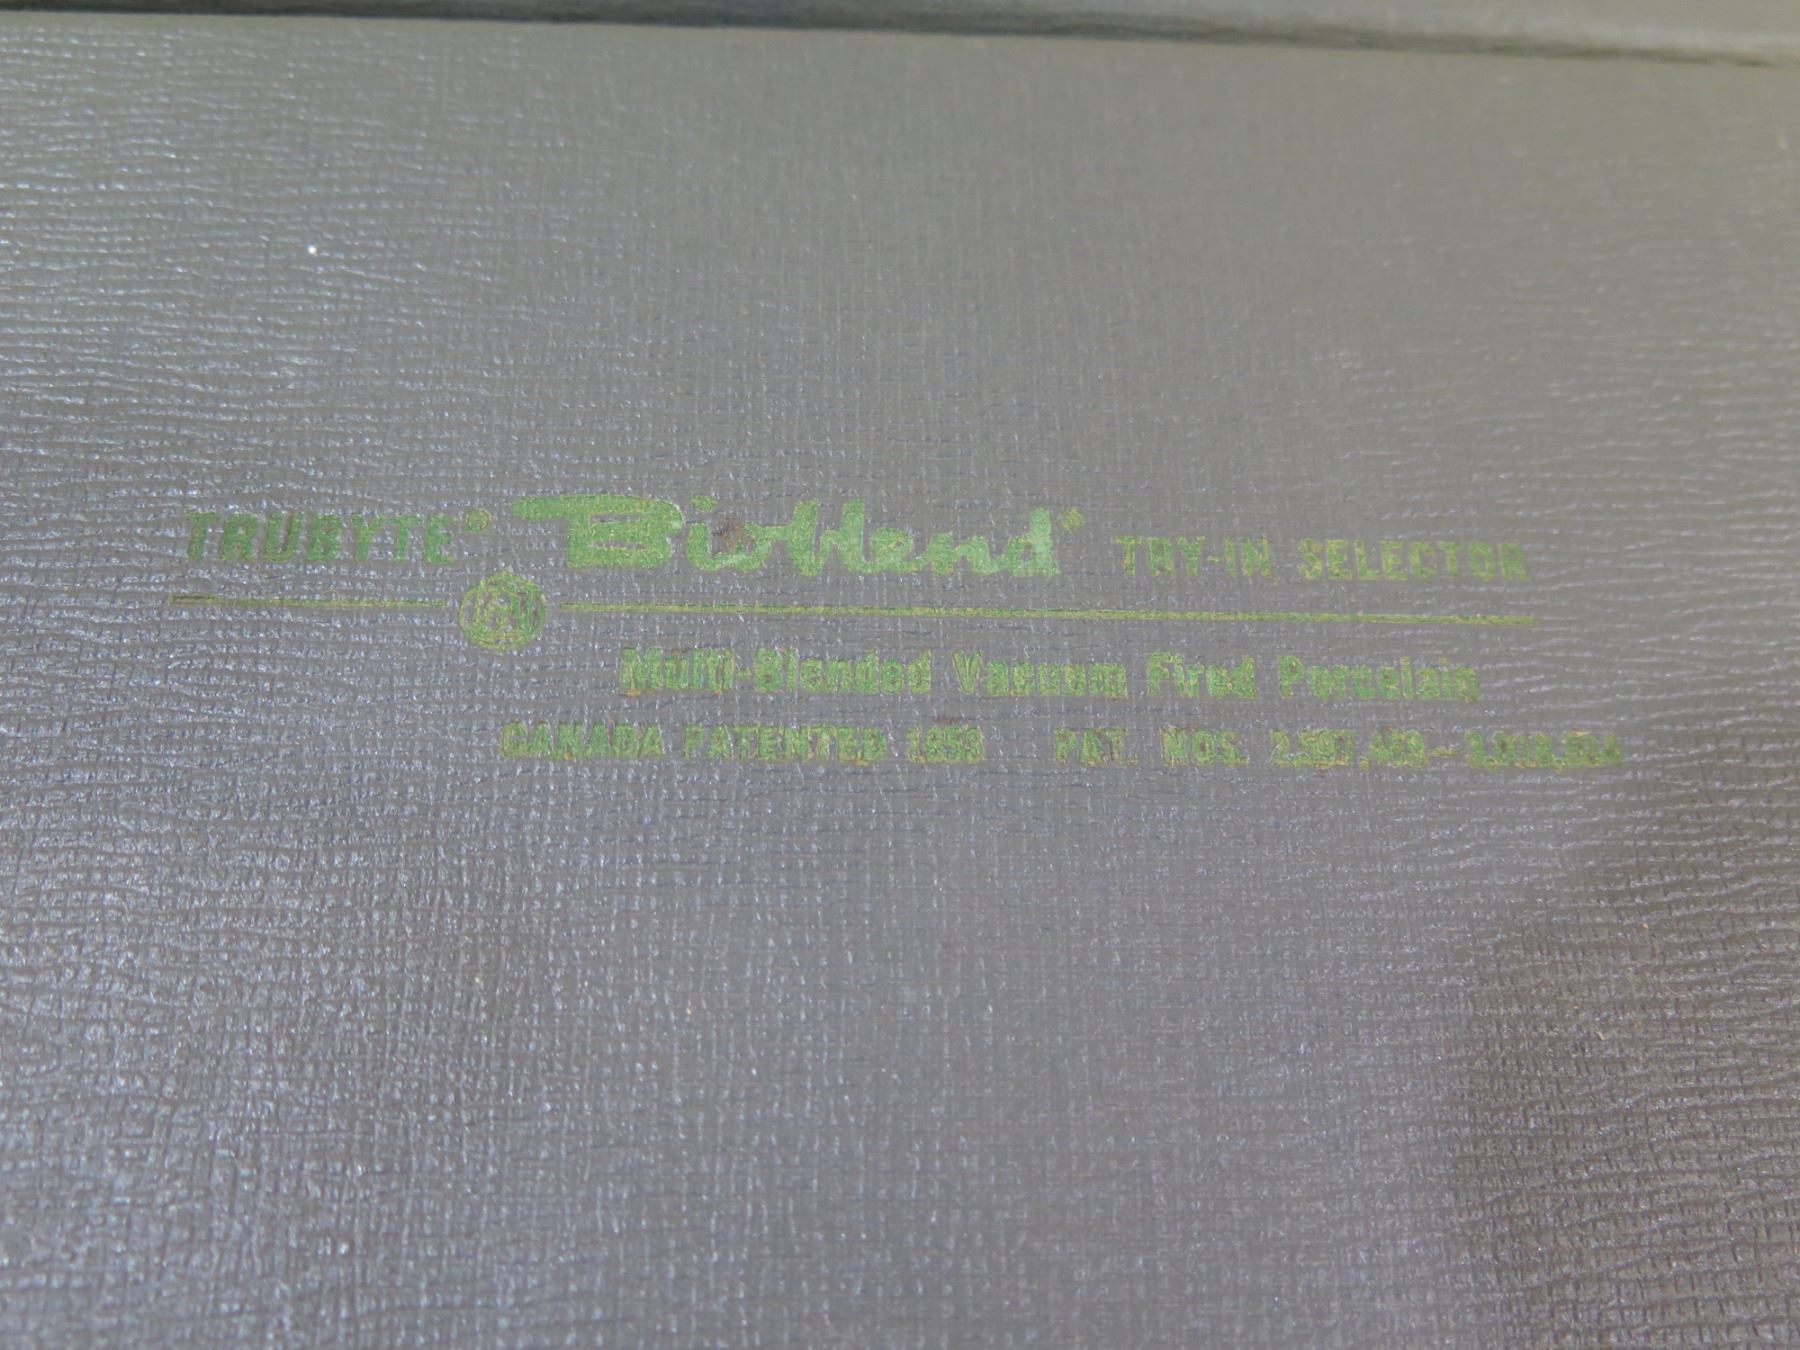 TRUBYTE® Bioblend® TRY-IN SELECTOR
Multi-Blended Vacuum Fired Porcelain
CANADA PATENTED 1958 PAT. NOS.